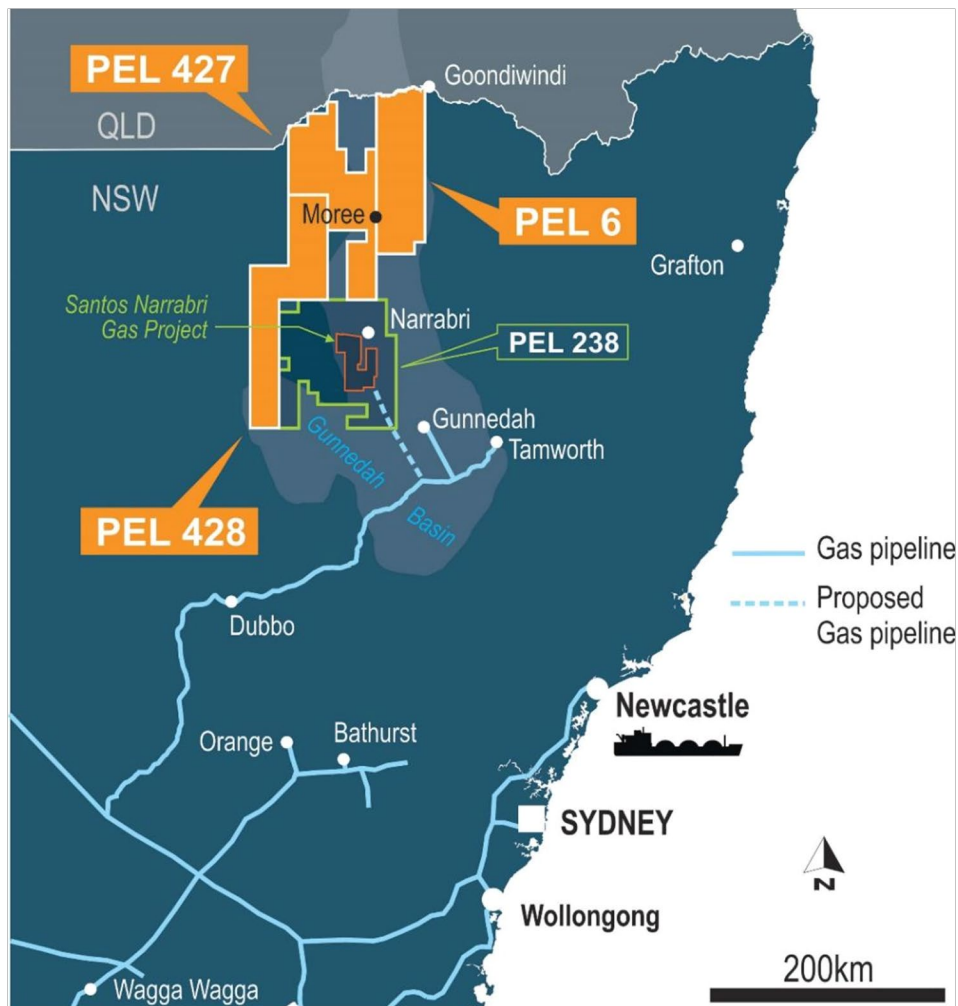 PEL 427
Goondiwindi
QLD
NSW
Moree
PEL 6
Grafton
Santos Narrabri
Gas Project
Narrabri
PEL 238
Gunnedah
Tamworth
Gunnedah
Basin
PEL 428
Gas pipeline
Proposed
Gas pipeline
Dubbo
Newcastle
Orange
Bathurst
SYDNEY
N
Wollongong
200km
Wagga Wagga